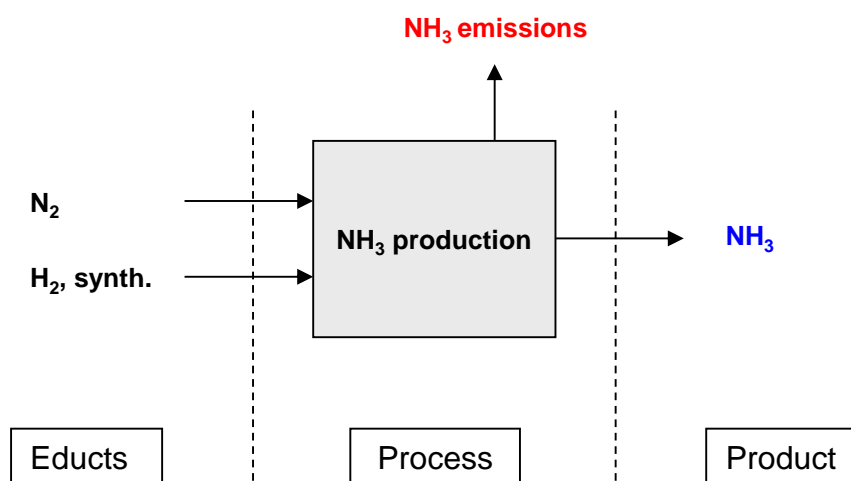 NH₃ emissions
N₂
NH₃ production
NH₃
H₂, synth.
Educts
Process
Product